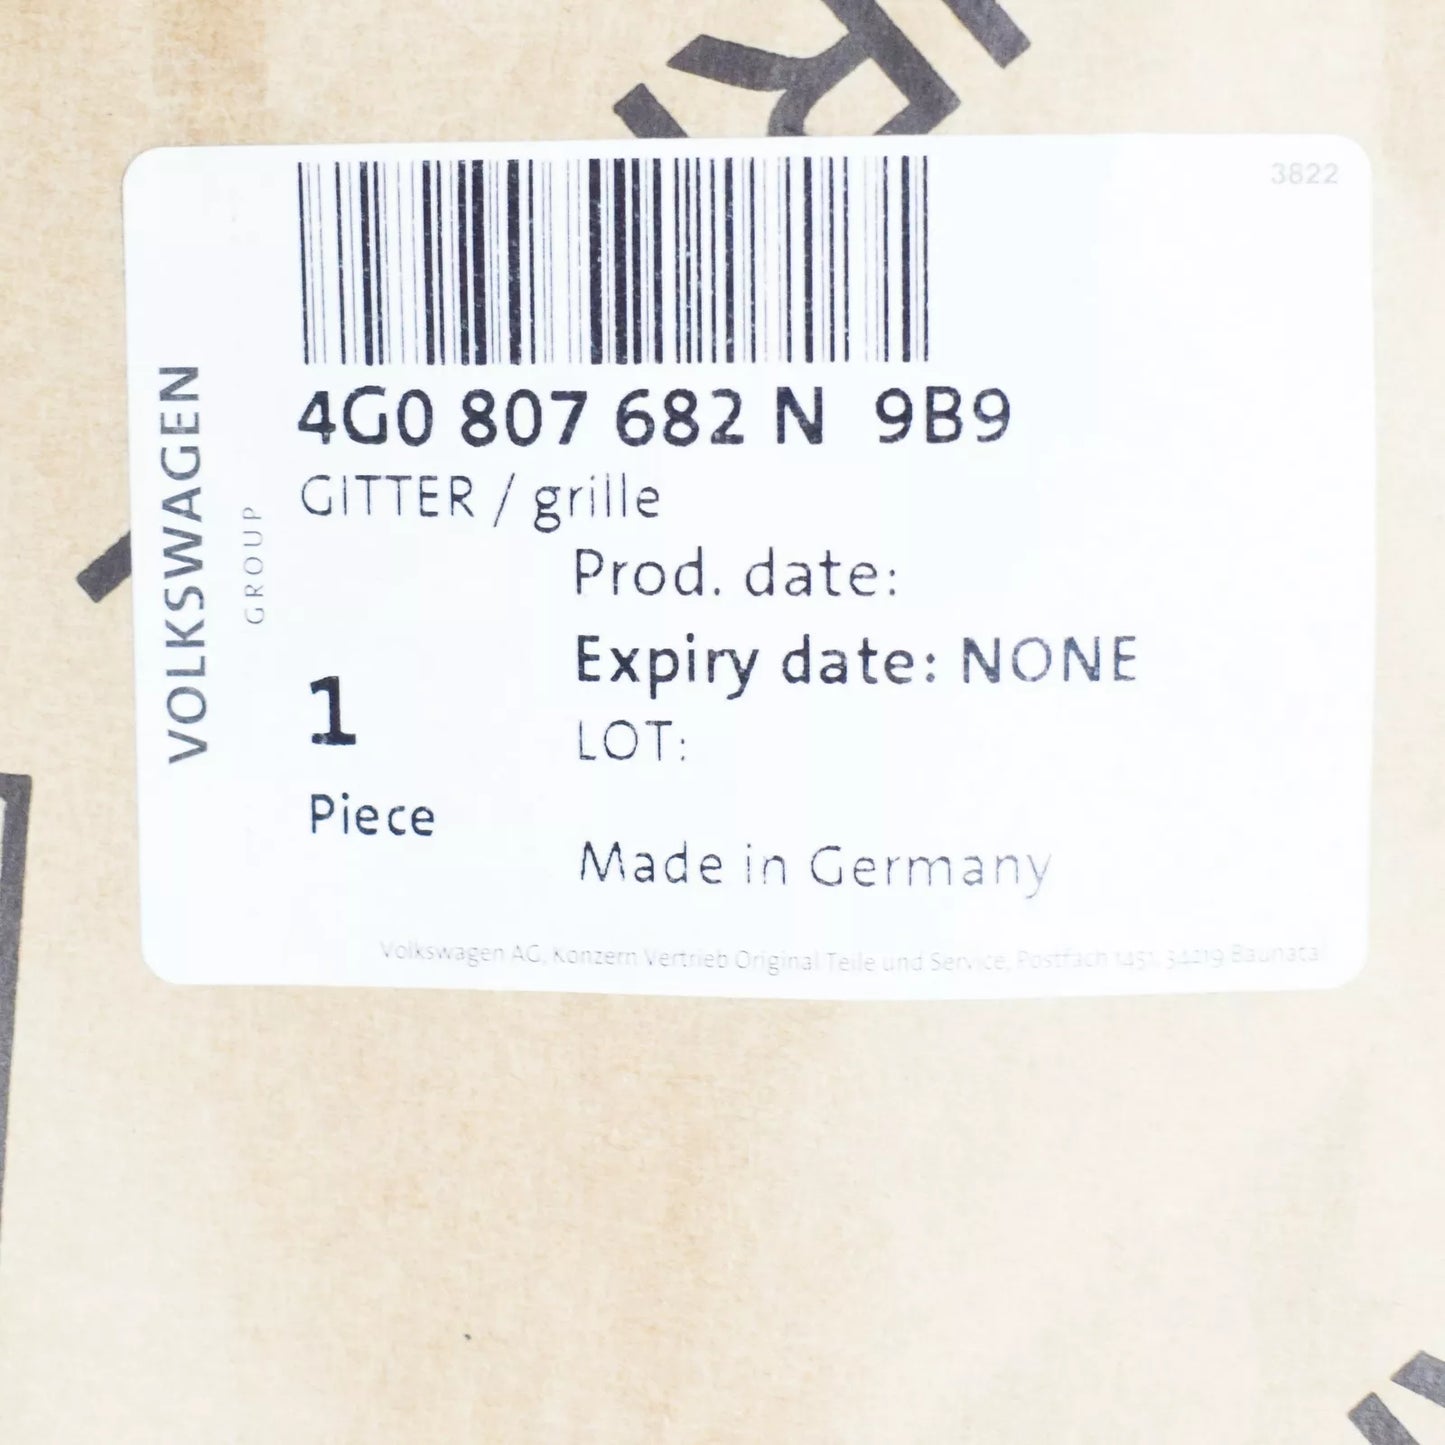 3822
4G0 807 682 N 9B9
GITTER / grille
Prod. date:
Expiry date: NONE
LOT:
1
Piece
Made in Germany
Volkswagen AG, Konzern Vertrieb Original Teile und Service, Postfach 1451, 34219 Baunatal
VOLKSWAGEN
GROUP